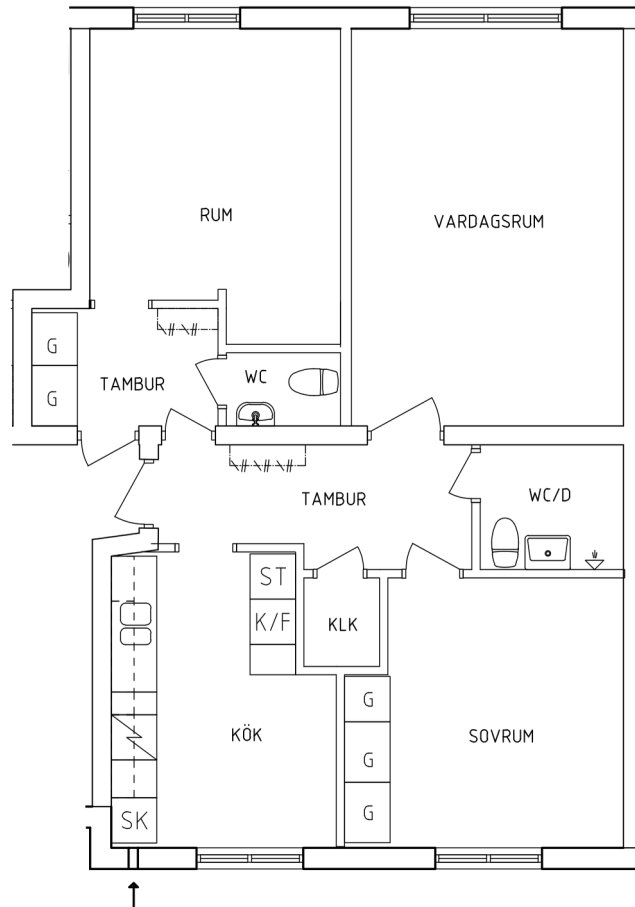 RUM
VARDAGSRUM
G
WC
TAMBUR
G
TAMBUR
WC/D
ST
K/F
KLK
G
KÖK
SOVRUM
G
G
SK